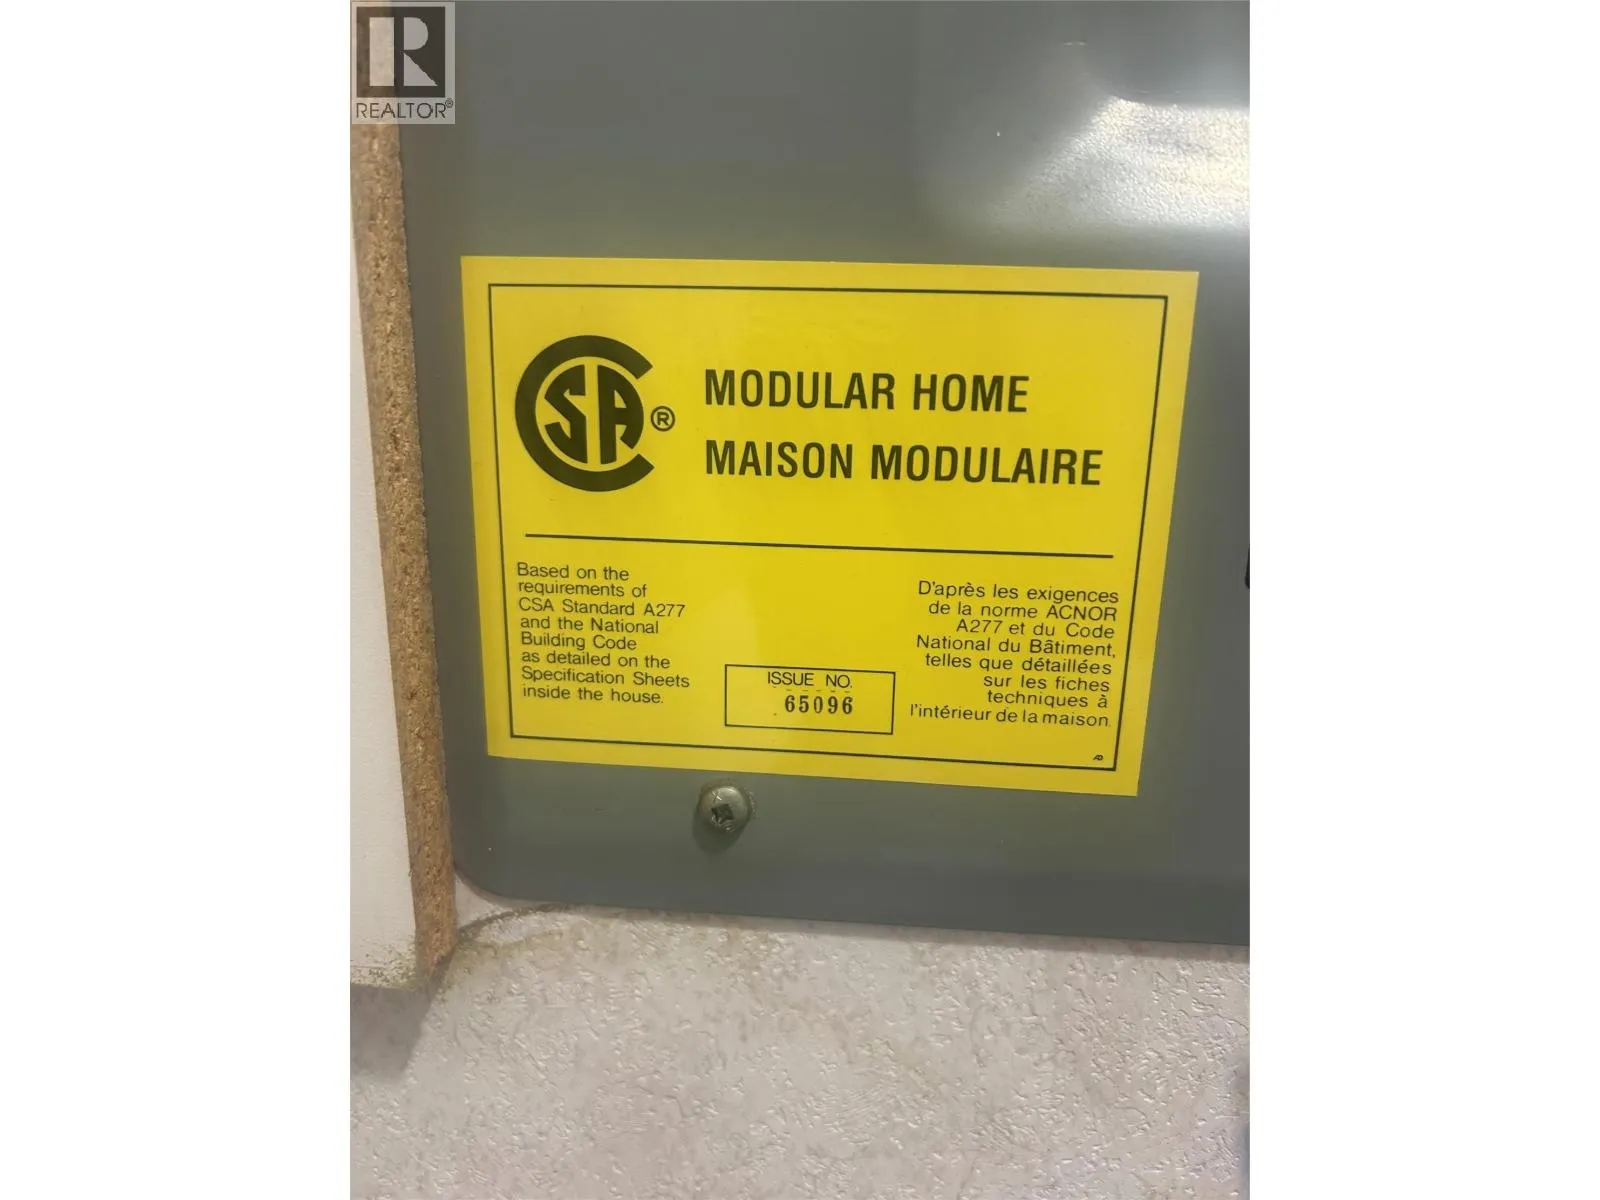 R
REALTOR®
CSA®
MODULAR HOME
MAISON MODULAIRE
Based on the
requirements of
CSA Standard A277
and the National
Building Code
as detailed on the
Specification Sheets
inside the house.
ISSUE NO.
65096
D'après les exigences
de la norme ACNOR
A277 et du Code
National du Bâtiment,
telles que détaillées
sur les fiches
techniques à
l'intérieur de la maison.